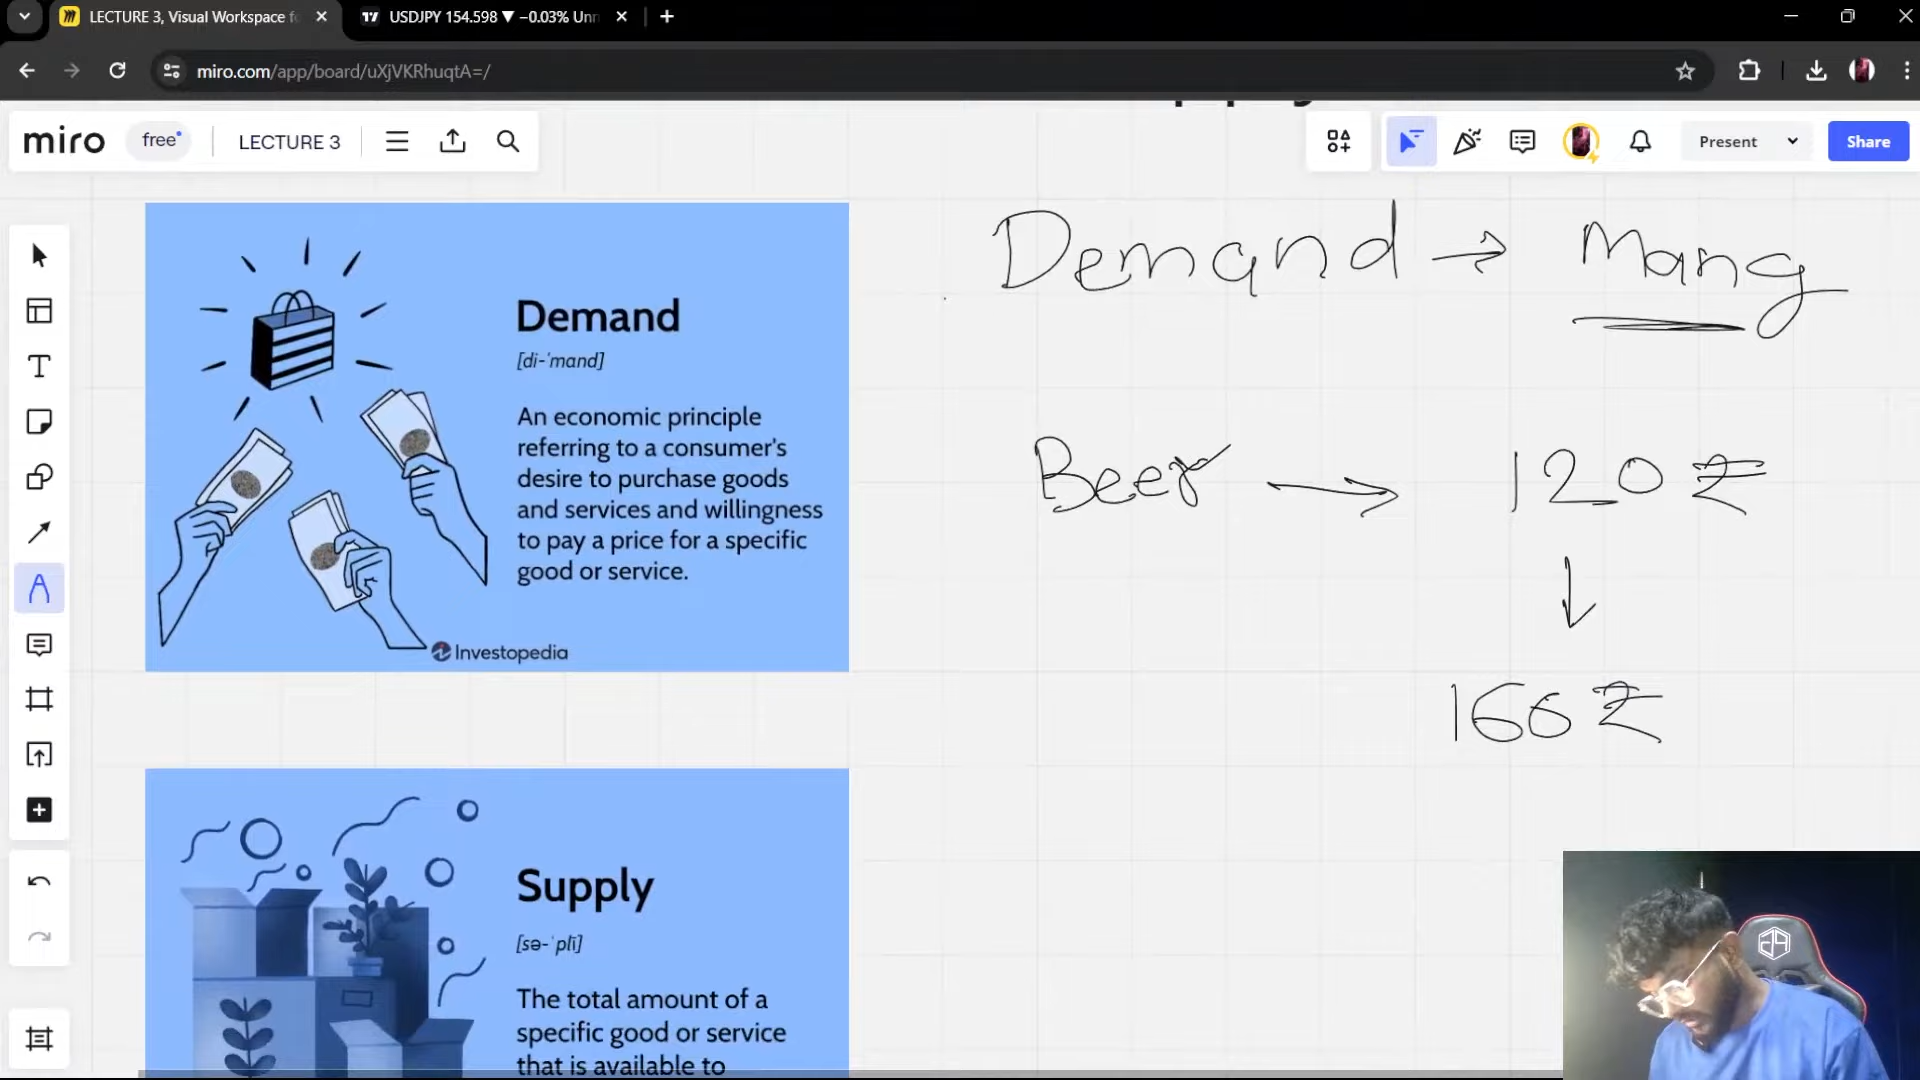 LECTURE 3, Visual Workspace fo
USDJPY 154.598 ▼ −0.03% Unn
miro.com/app/board/uXjVKRhuqtA=/
miro
free
LECTURE 3
Present
Share
Demand
[di-ˈmand]
An economic principle
referring to a consumer's
desire to purchase goods
and services and willingness
to pay a price for a specific
good or service.
Investopedia
Demand → Mang
Beer → 120 ₹
↓
166 ₹
Supply
[sə-ˈplī]
The total amount of a
specific good or service
that is available to